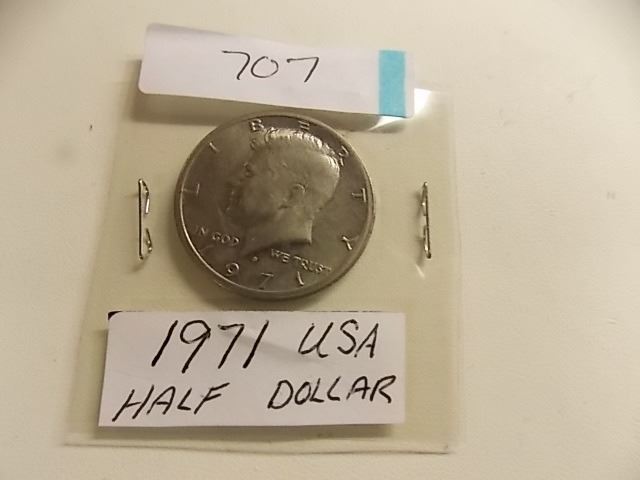 707
LIBERTY
IN GOD WE TRUST
1971
1971 USA
HALF DOLLAR